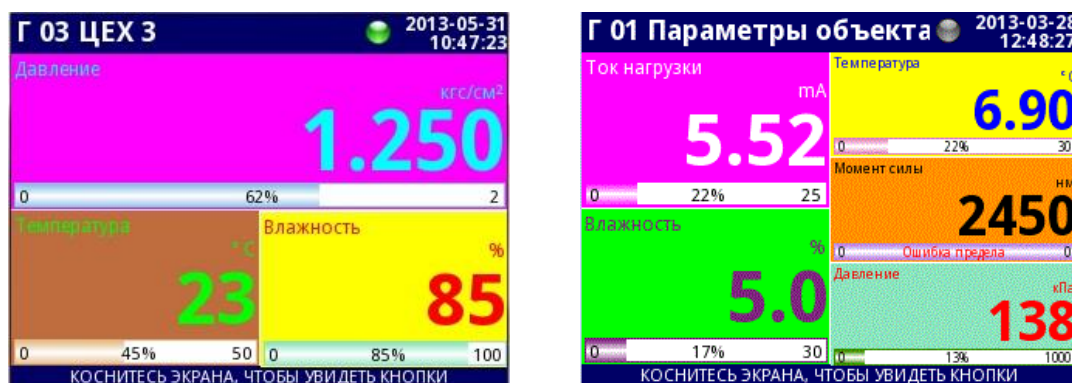 Г 03 ЦЕХ 3
2013-05-31
10:47:23
Давление
кгс/см²
1.250
0 62% 2
Температура
°C
23
0 45% 50
Влажность
%
85
0 85% 100
КОСНИТЕСЬ ЭКРАНА, ЧТОБЫ УВИДЕТЬ КНОПКИ
Г 01 Параметры объекта
2013-03-28
12:48:27
Ток нагрузки
mA
5.52
0 22% 25
Влажность
%
5.0
0 17% 30
Температура
°C
6.90
0 22% 30
Момент силы
нм
2450
0 Ошибка предела 0
Давление
кПа
138
0 13% 1000
КОСНИТЕСЬ ЭКРАНА, ЧТОБЫ УВИДЕТЬ КНОПКИ